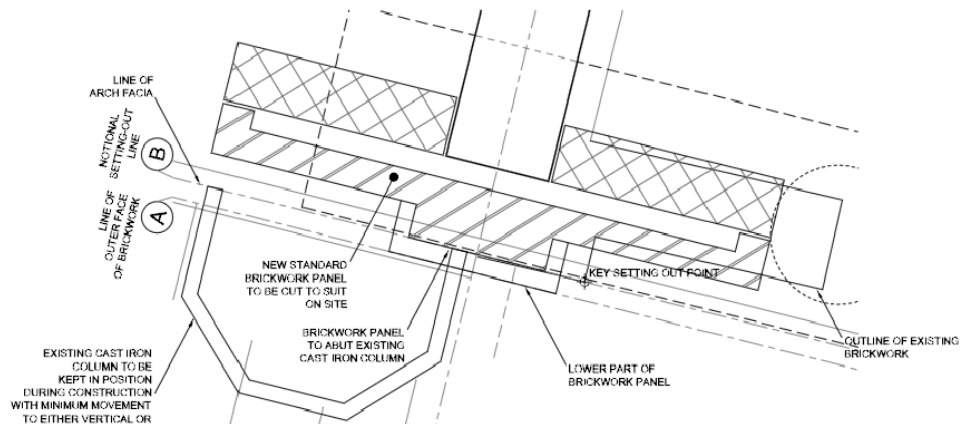 LINE OF
ARCH FACIA
NOTIONAL
SETTING-OUT
LINE
B
LINE OF
OUTER FACE
OF BRICKWORK
A
NEW STANDARD
BRICKWORK PANEL
TO BE CUT TO SUIT
ON SITE
KEY SETTING OUT POINT
BRICKWORK PANEL
TO ABUT EXISTING
CAST IRON COLUMN
OUTLINE OF EXISTING
BRICKWORK
LOWER PART OF
BRICKWORK PANEL
EXISTING CAST IRON
COLUMN TO BE
KEPT IN POSITION
DURING CONSTRUCTION
WITH MINIMUM MOVEMENT
TO EITHER VERTICAL OR